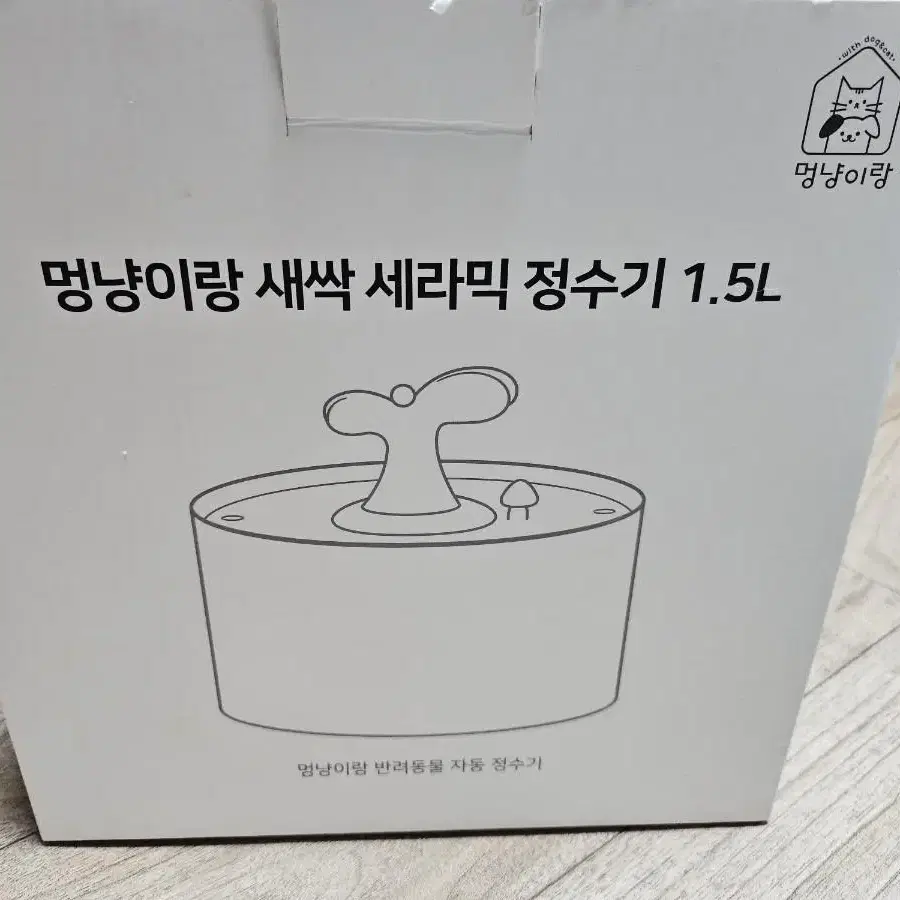 with dog&cat
멍냥이랑
멍냥이랑 새싹 세라믹 정수기 1.5L
멍냥이랑 반려동물 자동 정수기